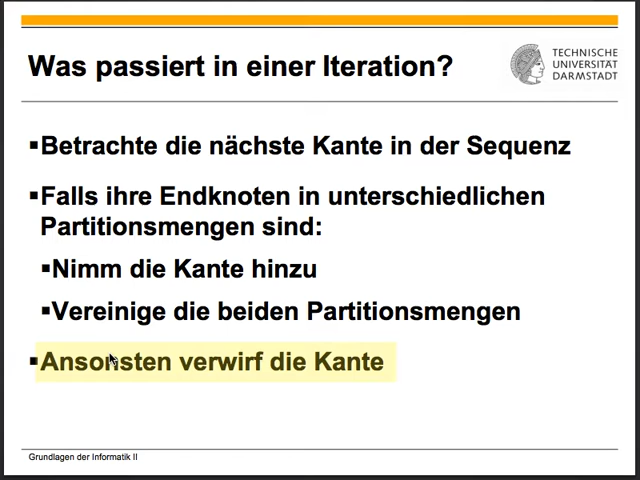 Was passiert in einer Iteration?
TECHNISCHE
UNIVERSITÄT
DARMSTADT
▪Betrachte die nächste Kante in der Sequenz
▪Falls ihre Endknoten in unterschiedlichen
Partitionsmengen sind:
▪Nimm die Kante hinzu
▪Vereinige die beiden Partitionsmengen
▪Ansonsten verwirf die Kante
Grundlagen der Informatik II